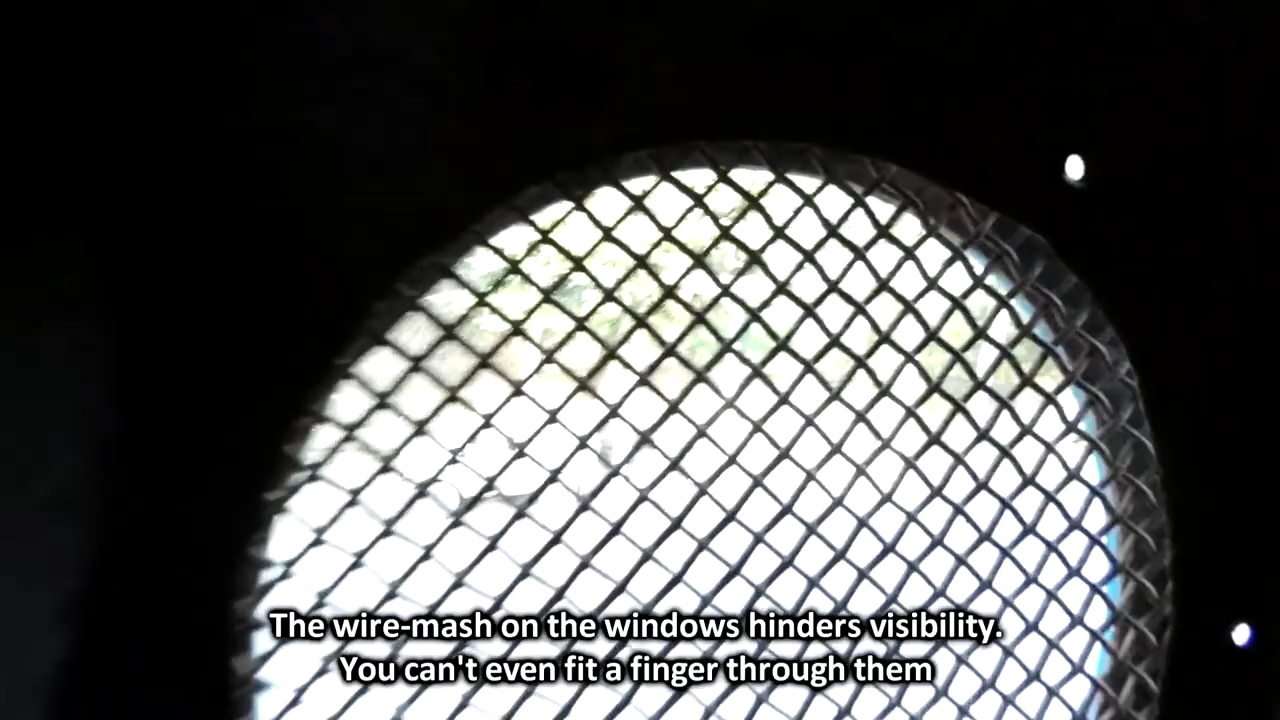 The wire-mash on the windows hinders visibility.
You can't even fit a finger through them